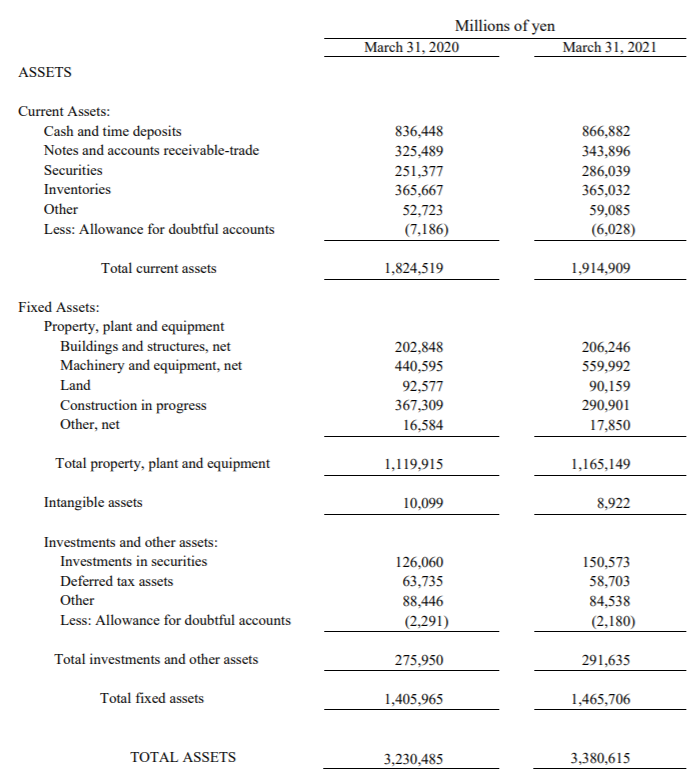 Millions of yen
March 31, 2020 March 31, 2021
ASSETS
Current Assets:
Cash and time deposits 836,448 866,882
Notes and accounts receivable-trade 325,489 343,896
Securities 251,377 286,039
Inventories 365,667 365,032
Other 52,723 59,085
Less: Allowance for doubtful accounts (7,186) (6,028)
Total current assets 1,824,519 1,914,909
Fixed Assets:
Property, plant and equipment
Buildings and structures, net 202,848 206,246
Machinery and equipment, net 440,595 559,992
Land 92,577 90,159
Construction in progress 367,309 290,901
Other, net 16,584 17,850
Total property, plant and equipment 1,119,915 1,165,149
Intangible assets 10,099 8,922
Investments and other assets:
Investments in securities 126,060 150,573
Deferred tax assets 63,735 58,703
Other 88,446 84,538
Less: Allowance for doubtful accounts (2,291) (2,180)
Total investments and other assets 275,950 291,635
Total fixed assets 1,405,965 1,465,706
TOTAL ASSETS 3,230,485 3,380,615